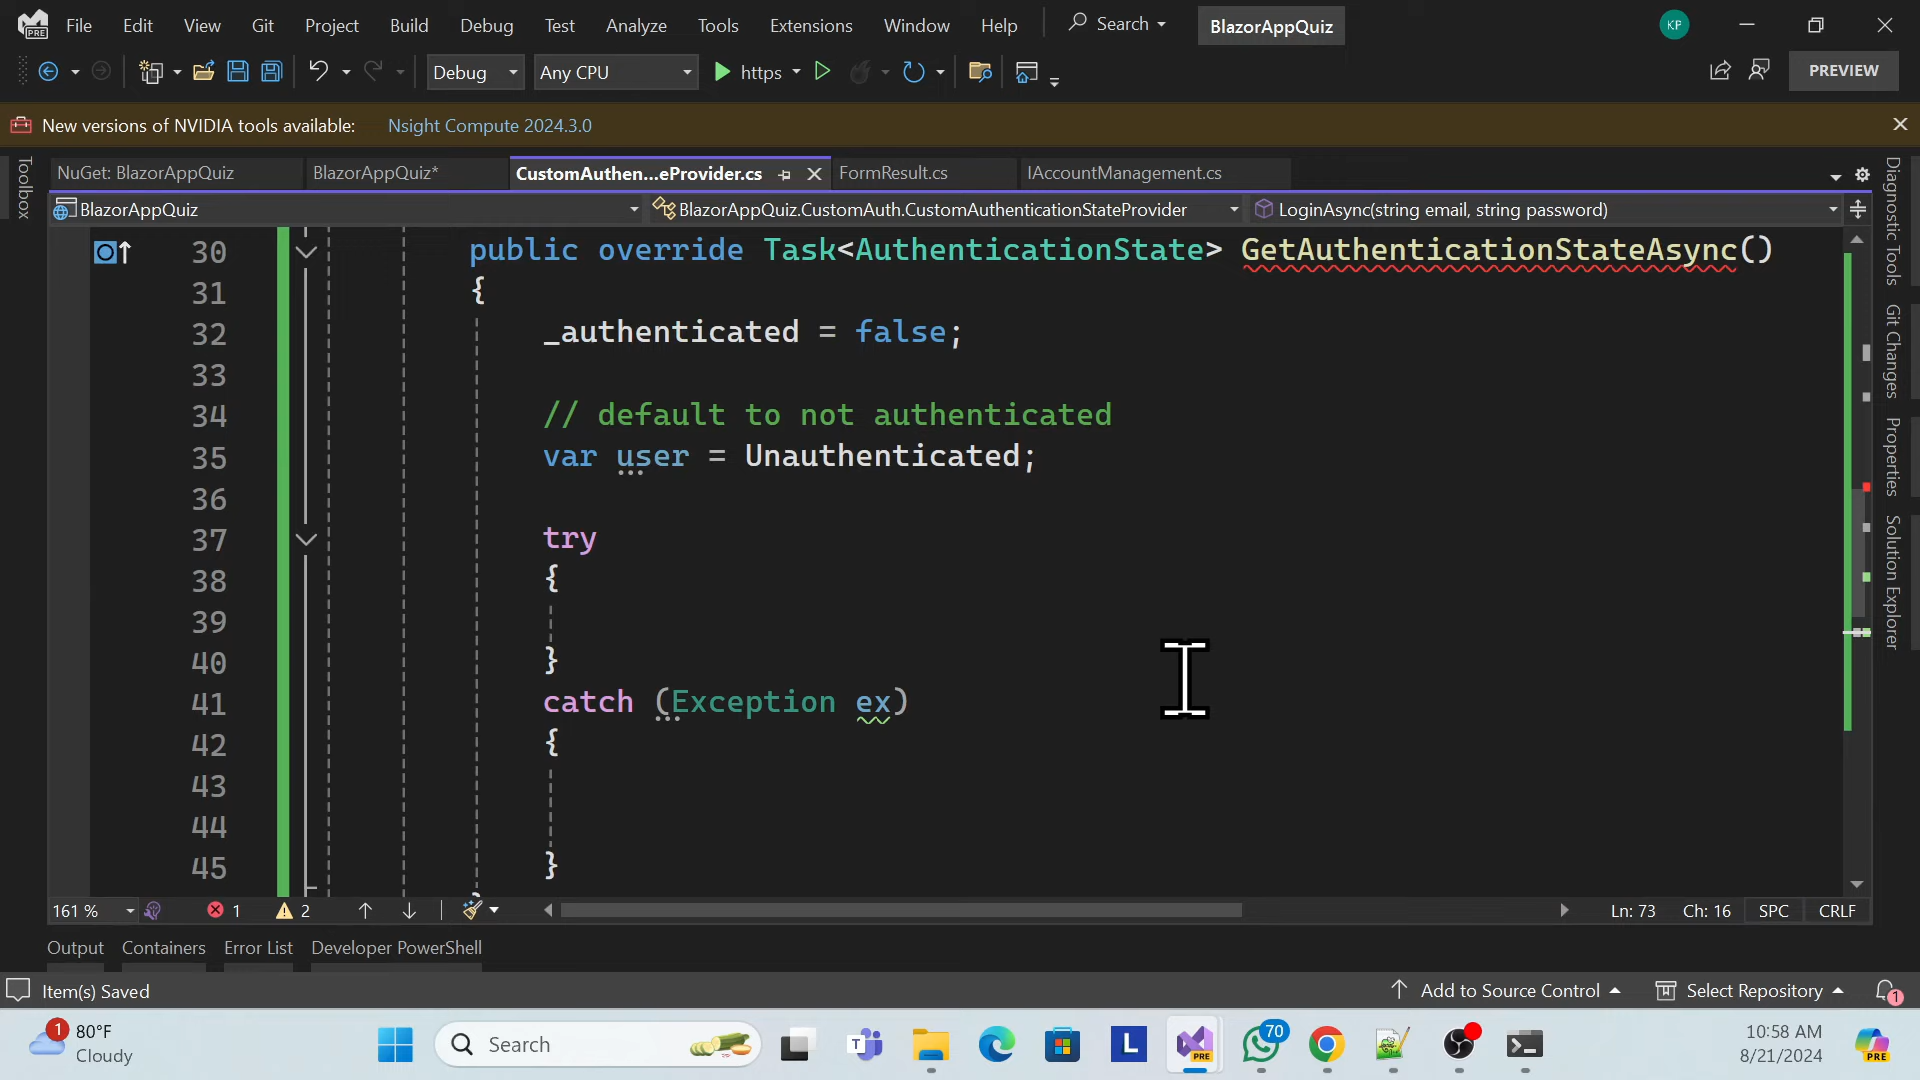 File Edit View Git Project Build Debug Test Analyze Tools Extensions Window Help Search BlazorAppQuiz KP
PRE
Debug Any CPU https PREVIEW
New versions of NVIDIA tools available: Nsight Compute 2024.3.0
NuGet: BlazorAppQuiz BlazorAppQuiz* CustomAuthen...eProvider.cs FormResult.cs IAccountManagement.cs
BlazorAppQuiz BlazorAppQuiz.CustomAuth.CustomAuthenticationStateProvider LoginAsync(string email, string password)
Toolbox
Diagnostic Tools
Git Changes
Properties
Solution Explorer
30 public override Task<AuthenticationState> GetAuthenticationStateAsync()
31 {
32 _authenticated = false;
33
34 // default to not authenticated
35 var user = Unauthenticated;
36
37 try
38 {
39
40 }
41 catch (Exception ex)
42 {
43
44
45 }
161 % 1 2 Ln: 73 Ch: 16 SPC CRLF
Output Containers Error List Developer PowerShell
Item(s) Saved Add to Source Control Select Repository 1
1 80°F
Cloudy
Search T L PRE 70 10:58 AM
8/21/2024
PRE